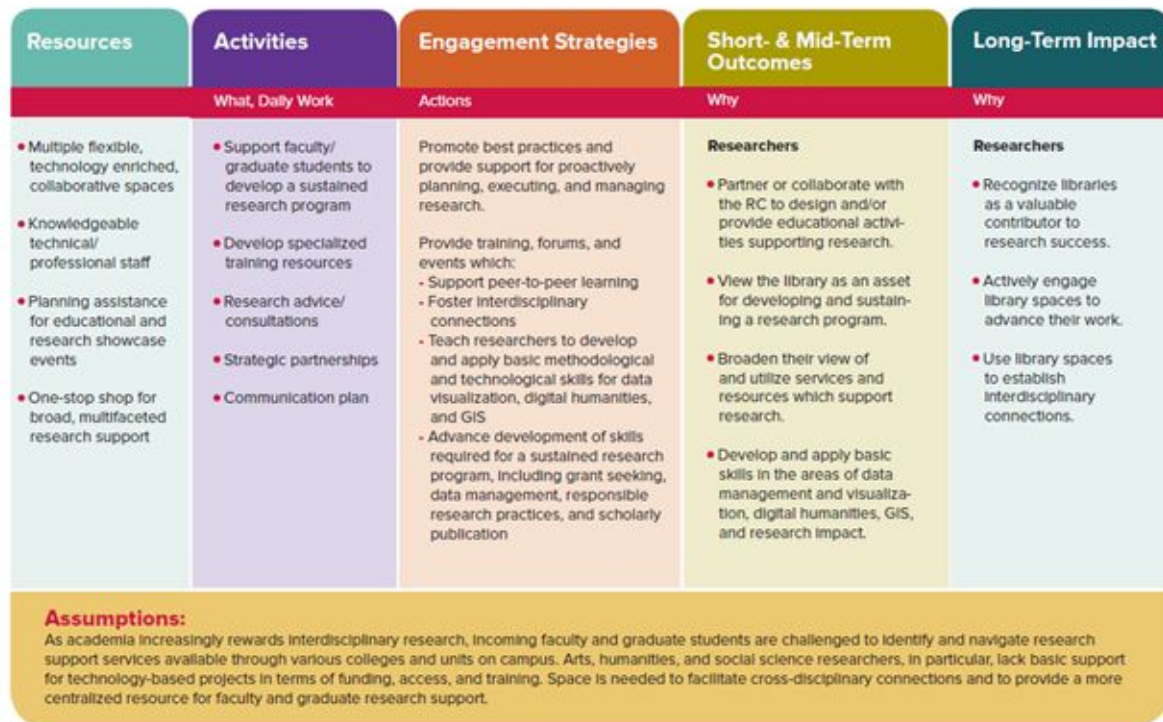 Resources
Activities
Engagement Strategies
Short- & Mid-Term
Outcomes
Long-Term Impact
What, Daily Work
Actions
Why
Why
• Multiple flexible,
technology enriched,
collaborative spaces
• Knowledgeable
technical/
professional staff
• Planning assistance
for educational and
research showcase
events
• One-stop shop for
broad, multifaceted
research support
• Support faculty/
graduate students to
develop a sustained
research program
• Develop specialized
training resources
• Research advice/
consultations
• Strategic partnerships
• Communication plan
Promote best practices and
provide support for proactively
planning, executing, and managing
research.
Provide training, forums, and
events which:
- Support peer-to-peer learning
- Foster interdisciplinary
connections
- Teach researchers to develop
and apply basic methodological
and technological skills for data
visualization, digital humanities,
and GIS
- Advance development of skills
required for a sustained research
program, including grant seeking,
data management, responsible
research practices, and scholarly
publication
Researchers
• Partner or collaborate with
the RC to design and/or
provide educational activi-
ties supporting research.
• View the library as an asset
for developing and sustain-
ing a research program.
• Broaden their view of
and utilize services and
resources which support
research.
• Develop and apply basic
skills in the areas of data
management and visualiza-
tion, digital humanities, GIS,
and research impact.
Researchers
• Recognize libraries
as a valuable
contributor to
research success.
• Actively engage
library spaces to
advance their work.
• Use library spaces
to establish
interdisciplinary
connections.
Assumptions:
As academia increasingly rewards interdisciplinary research, incoming faculty and graduate students are challenged to identify and navigate research
support services available through various colleges and units on campus. Arts, humanities, and social science researchers, in particular, lack basic support
for technology-based projects in terms of funding, access, and training. Space is needed to facilitate cross-disciplinary connections and to provide a more
centralized resource for faculty and graduate research support.